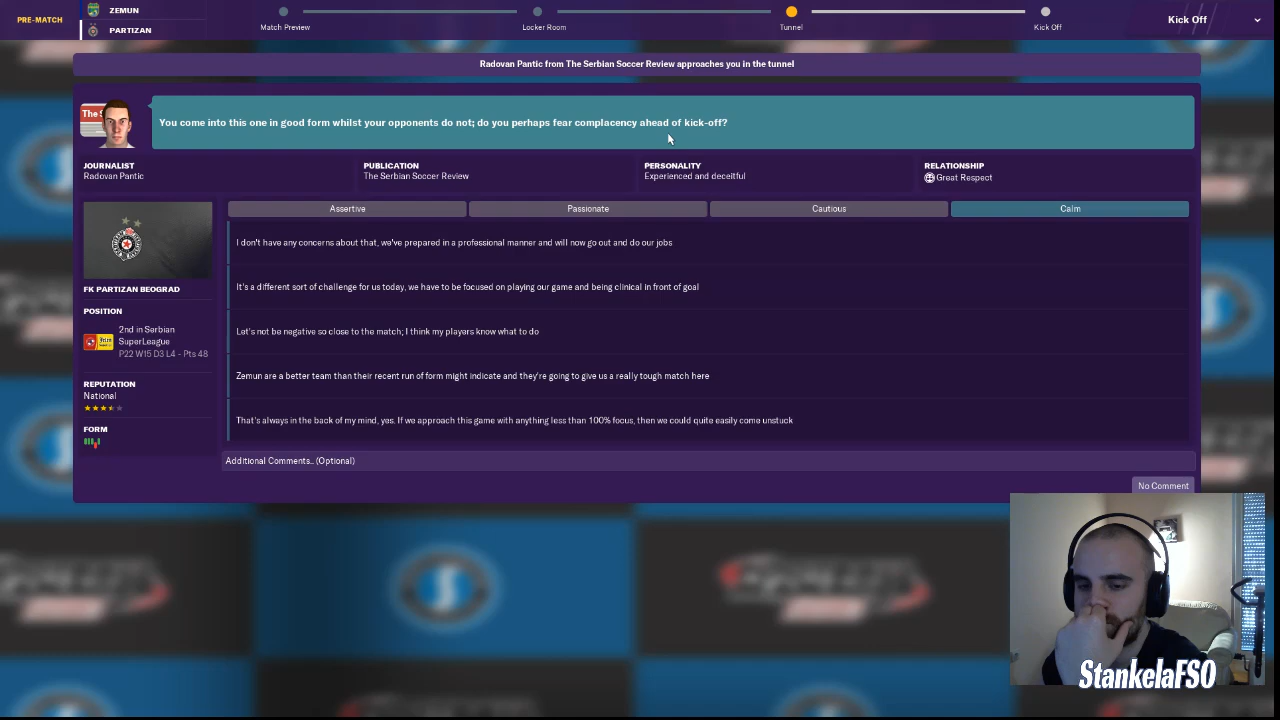 PRE-MATCH
ZEMUN
PARTIZAN
Match Preview
Locker Room
Tunnel
Kick Off
Kick Off
Radovan Pantic from The Serbian Soccer Review approaches you in the tunnel
The S
You come into this one in good form whilst your opponents do not; do you perhaps fear complacency ahead of kick-off?
JOURNALIST
Radovan Pantic
PUBLICATION
The Serbian Soccer Review
PERSONALITY
Experienced and deceitful
RELATIONSHIP
Great Respect
Assertive
Passionate
Cautious
Calm
I don't have any concerns about that, we've prepared in a professional manner and will now go out and do our jobs
It's a different sort of challenge for us today, we have to be focused on playing our game and being clinical in front of goal
Let's not be negative so close to the match; I think my players know what to do
Zemun are a better team than their recent run of form might indicate and they're going to give us a really tough match here
That's always in the back of my mind, yes. If we approach this game with anything less than 100% focus, then we could quite easily come unstuck
FK PARTIZAN BEOGRAD
POSITION
2nd in Serbian
SuperLeague
P22 W15 D3 L4 - Pts 48
REPUTATION
National
FORM
Additional Comments.. (Optional)
No Comment
StankelaFSO